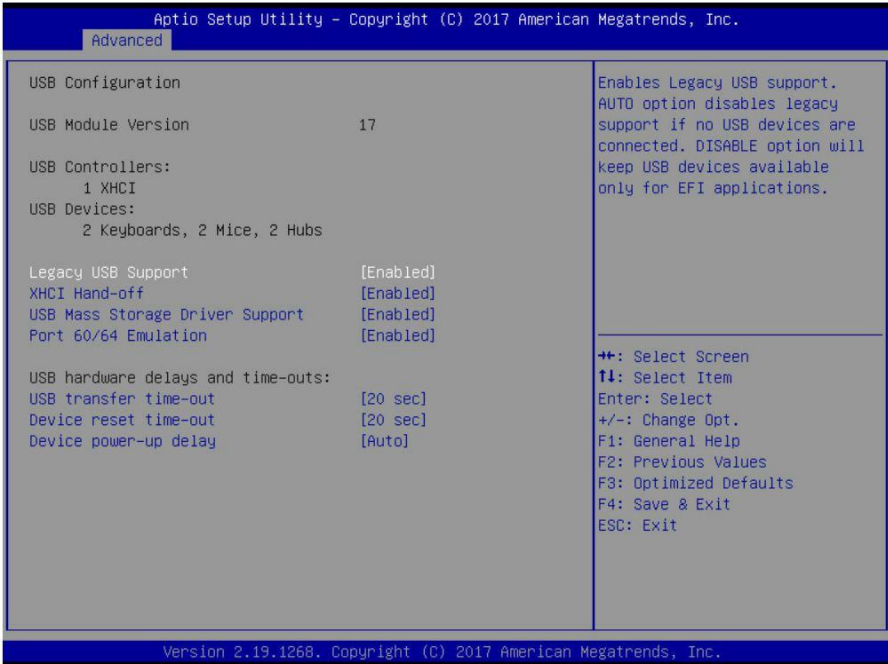 Aptio Setup Utility - Copyright (C) 2017 American Megatrends, Inc.
Advanced
USB Configuration
USB Module Version 17
USB Controllers:
1 XHCI
USB Devices:
2 Keyboards, 2 Mice, 2 Hubs
Legacy USB Support [Enabled]
XHCI Hand-off [Enabled]
USB Mass Storage Driver Support [Enabled]
Port 60/64 Emulation [Enabled]
USB hardware delays and time-outs:
USB transfer time-out [20 sec]
Device reset time-out [20 sec]
Device power-up delay [Auto]
Enables Legacy USB support.
AUTO option disables legacy
support if no USB devices are
connected. DISABLE option will
keep USB devices available
only for EFI applications.
→←: Select Screen
↑↓: Select Item
Enter: Select
+/-: Change Opt.
F1: General Help
F2: Previous Values
F3: Optimized Defaults
F4: Save & Exit
ESC: Exit
Version 2.19.1268. Copyright (C) 2017 American Megatrends, Inc.